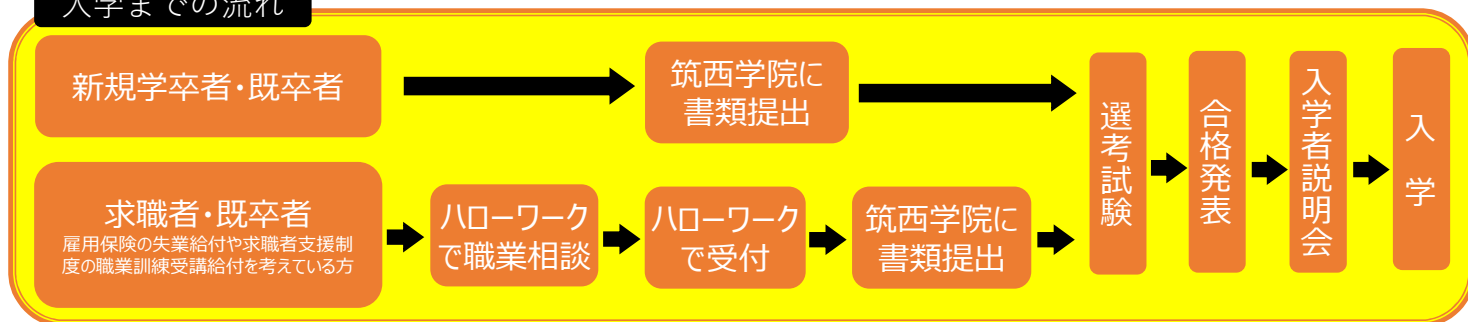 入学までの流れ
新規学卒者・既卒者
筑西学院に
書類提出
求職者・既卒者
雇用保険の失業給付や求職者支援制
度の職業訓練受講給付を考えている方
ハローワーク
で職業相談
ハローワーク
で受付
筑西学院に
書類提出
選考試験
合格発表
入学者説明会
入学